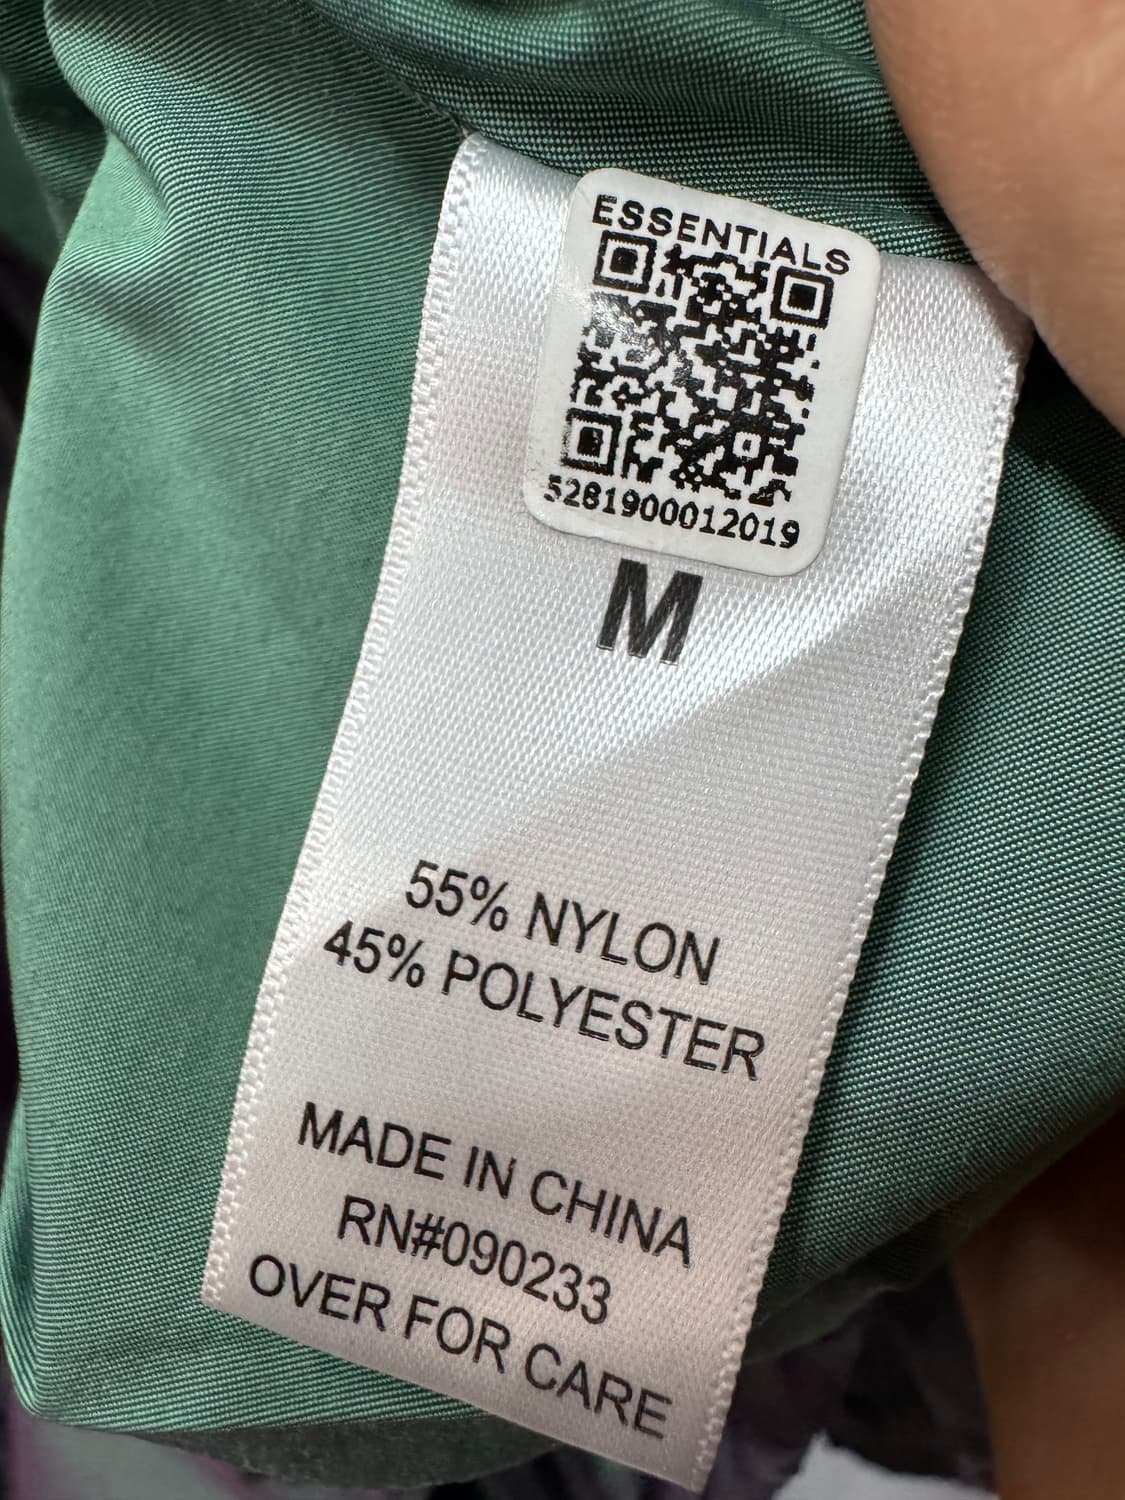 ESSENTIALS
5281900012019
M
55% NYLON
45% POLYESTER
MADE IN CHINA
RN#090233
OVER FOR CARE